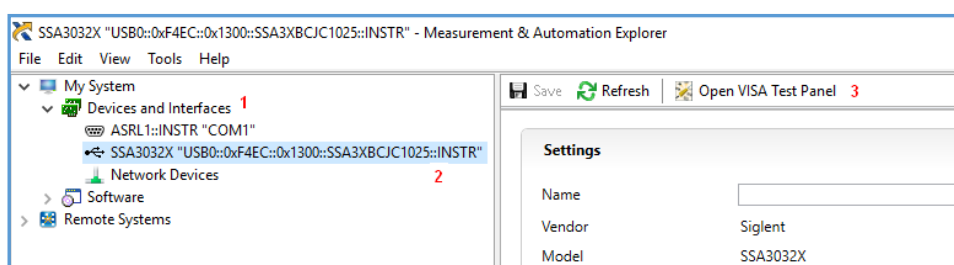 SSA3032X "USB0::0xF4EC::0x1300::SSA3XBCJC1025::INSTR" - Measurement & Automation Explorer
File Edit View Tools Help
My System
Devices and Interfaces 1
ASRL1::INSTR "COM1"
SSA3032X "USB0::0xF4EC::0x1300::SSA3XBCJC1025::INSTR"
Network Devices 2
Software
Remote Systems
Save Refresh Open VISA Test Panel 3
Settings
Name
Vendor Siglent
Model SSA3032X